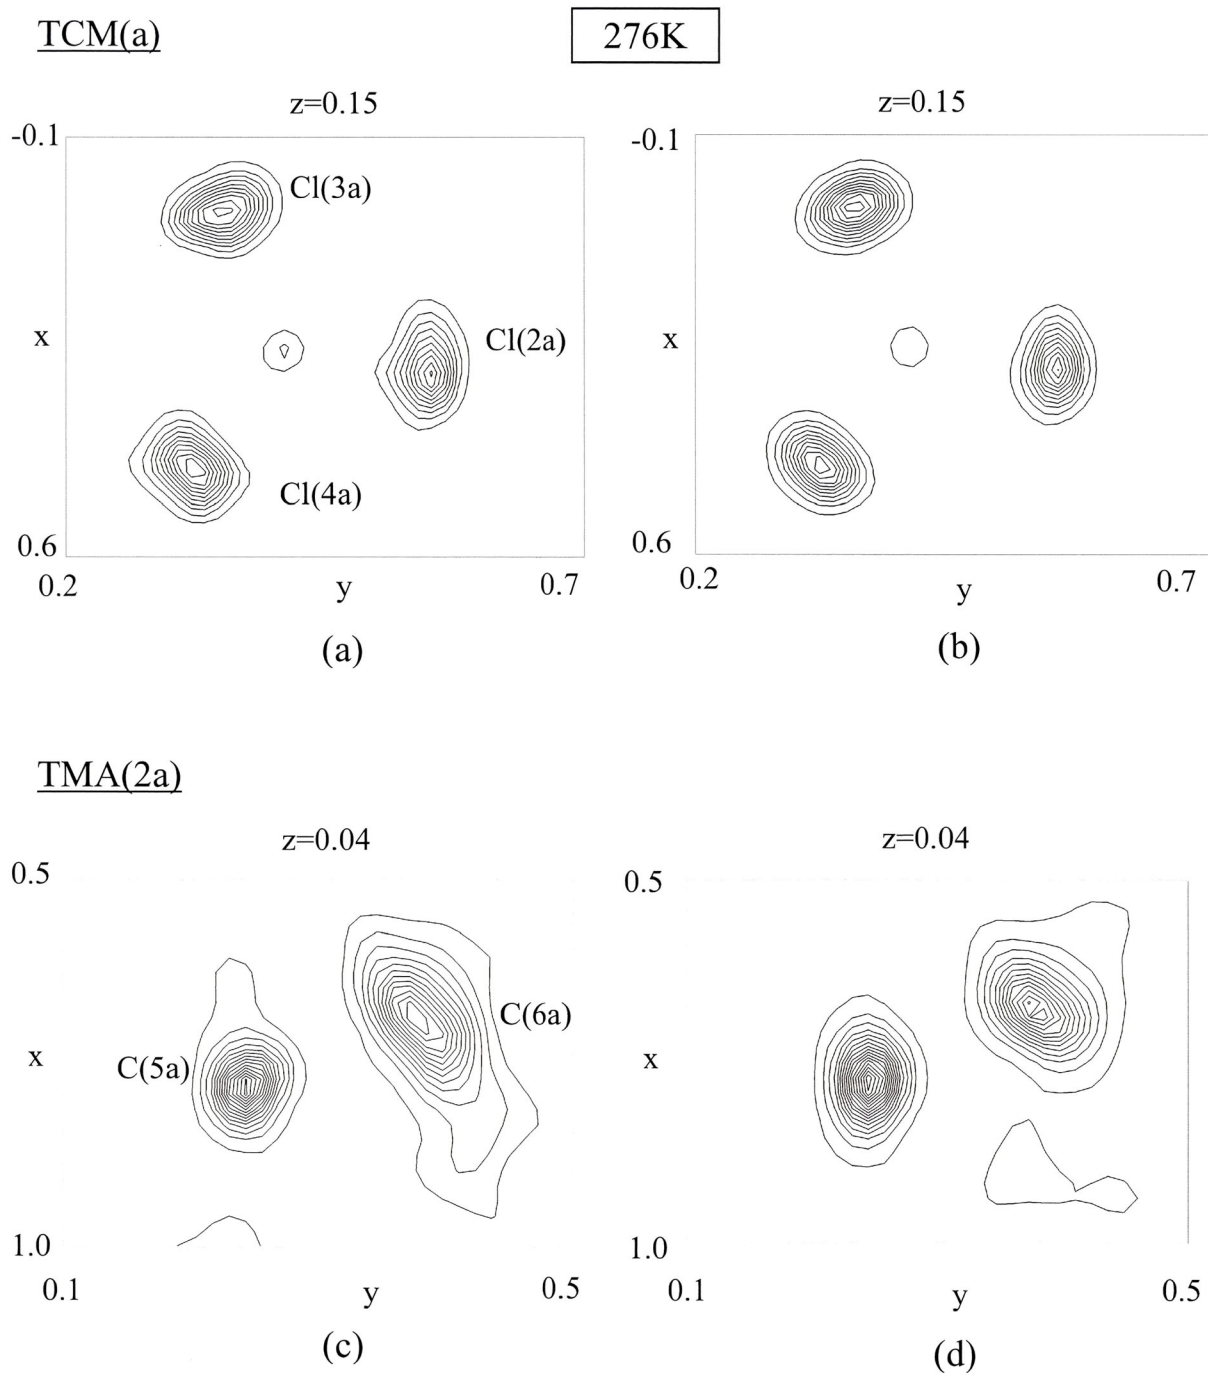 TCM(a)
276K
z=0.15
z=0.15
-0.1
-0.1
Cl(3a)
x
Cl(2a)
x
Cl(4a)
0.6
0.6
0.2
y
0.7
0.2
y
0.7
(a)
(b)
TMA(2a)
z=0.04
z=0.04
0.5
0.5
C(6a)
x
C(5a)
x
1.0
1.0
0.1
y
0.5
0.1
y
0.5
(c)
(d)